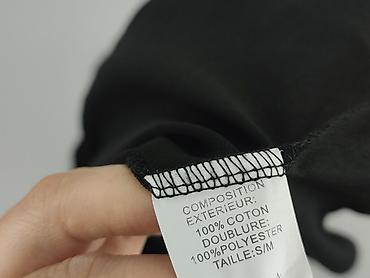 COMPOSITION
EXTERIEUR:
100% COTON
DOUBLURE:
100%POLYESTER
TAILLE:S/M